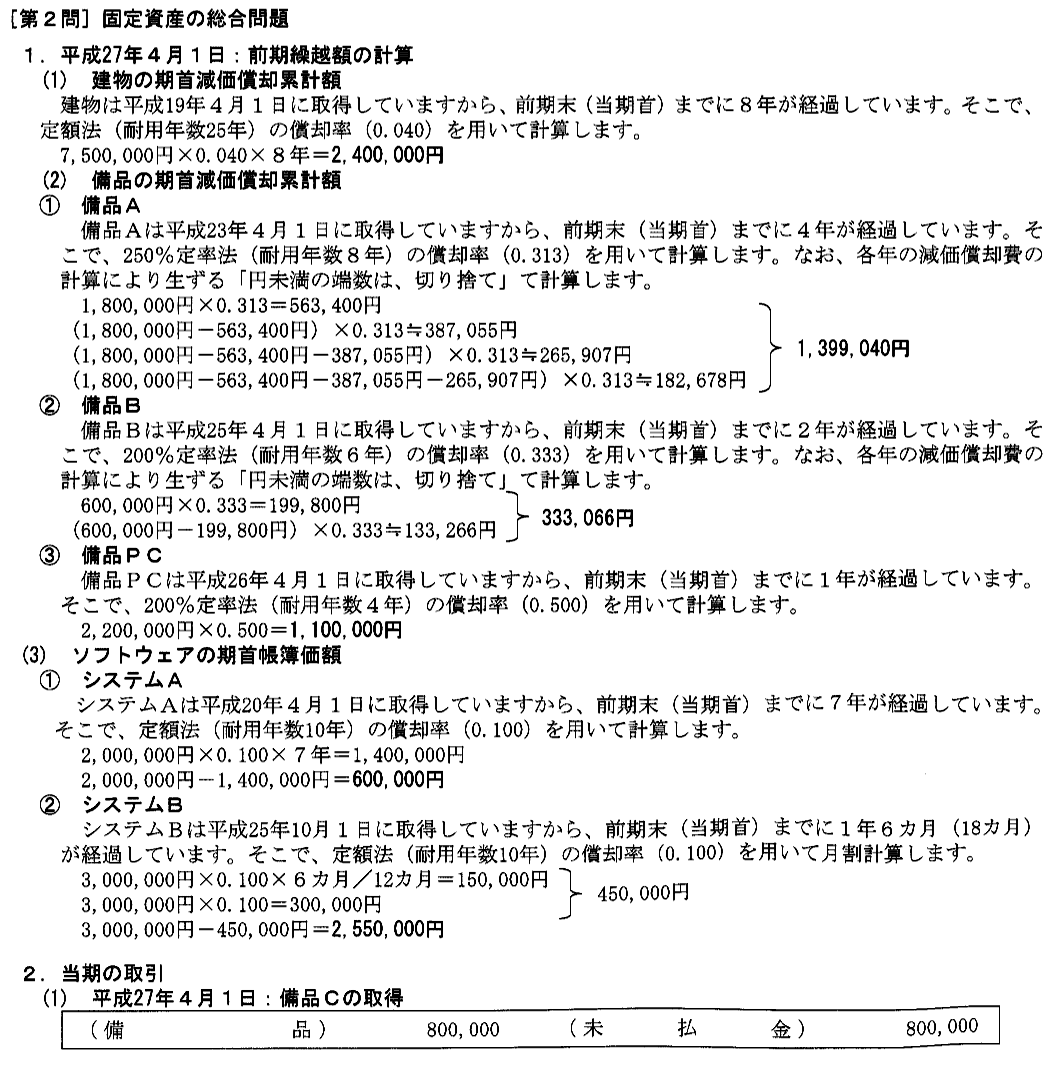 ［第２問］固定資産の総合問題
１．平成27年４月１日：前期繰越額の計算
(1) 建物の期首減価償却累計額
建物は平成19年４月１日に取得していますから、前期末（当期首）までに８年が経過しています。そこで、
定額法（耐用年数25年）の償却率（0.040）を用いて計算します。
7,500,000円×0.040×８年＝2,400,000円
(2) 備品の期首減価償却累計額
① 備品Ａ
備品Ａは平成23年４月１日に取得していますから、前期末（当期首）までに４年が経過しています。そ
こで、250％定率法（耐用年数８年）の償却率（0.313）を用いて計算します。なお、各年の減価償却費の
計算により生ずる「円未満の端数は、切り捨て」て計算します。
1,800,000円×0.313＝563,400円
（1,800,000円－563,400円）×0.313≒387,055円
（1,800,000円－563,400円－387,055円）×0.313≒265,907円
1,399,040円
（1,800,000円－563,400円－387,055円－265,907円）×0.313≒182,678円
② 備品Ｂ
備品Ｂは平成25年４月１日に取得していますから、前期末（当期首）までに２年が経過しています。そ
こで、200％定率法（耐用年数６年）の償却率（0.333）を用いて計算します。なお、各年の減価償却費の
計算により生ずる「円未満の端数は、切り捨て」て計算します。
600,000円×0.333＝199,800円
333,066円
（600,000円－199,800円）×0.333≒133,266円
③ 備品ＰＣ
備品ＰＣは平成26年４月１日に取得していますから、前期末（当期首）までに１年が経過しています。
そこで、200％定率法（耐用年数４年）の償却率（0.500）を用いて計算します。
2,200,000円×0.500＝1,100,000円
(3) ソフトウェアの期首帳簿価額
① システムＡ
システムＡは平成20年４月１日に取得していますから、前期末（当期首）までに７年が経過しています。
そこで、定額法（耐用年数10年）の償却率（0.100）を用いて計算します。
2,000,000円×0.100×７年＝1,400,000円
2,000,000円－1,400,000円＝600,000円
② システムＢ
システムＢは平成25年10月１日に取得していますから、前期末（当期首）までに１年６カ月（18カ月）
が経過しています。そこで、定額法（耐用年数10年）の償却率（0.100）を用いて月割計算します。
3,000,000円×0.100×６カ月／12カ月＝150,000円
450,000円
3,000,000円×0.100＝300,000円
3,000,000円－450,000円＝2,550,000円
２．当期の取引
(1) 平成27年４月１日：備品Ｃの取得
（備　品）　800,000　（未　払　金）　800,000